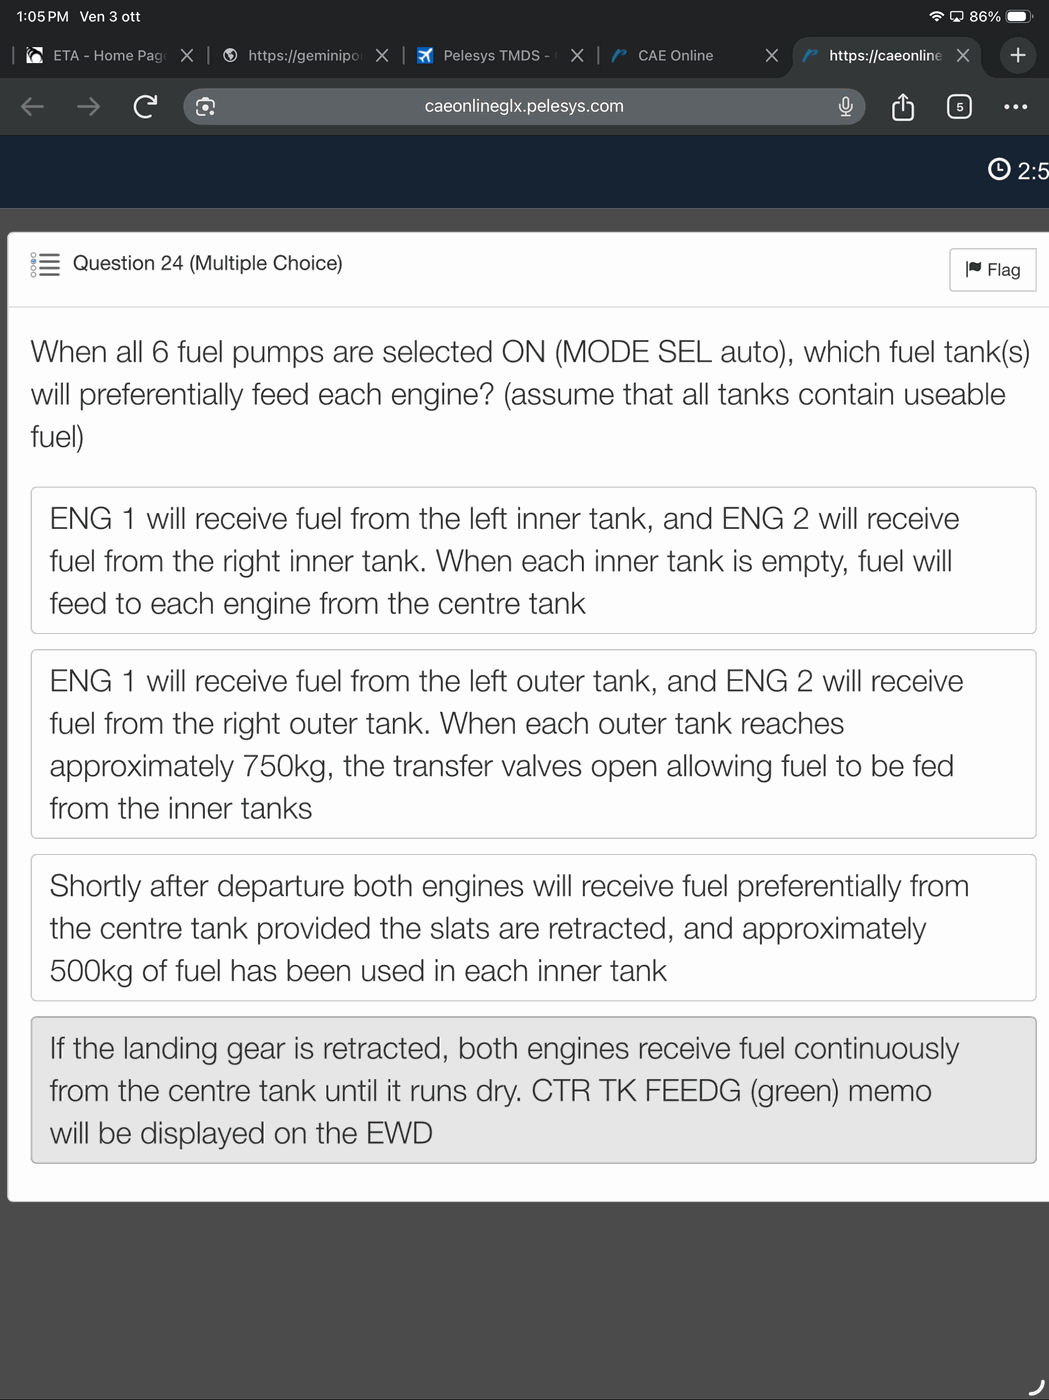 1:05 PM Ven 3 ott
86%
ETA - Home Pag
https://geminipo
Pelesys TMDS -
CAE Online
https://caeonline
caeonlineglx.pelesys.com
5
2:5
Question 24 (Multiple Choice)
Flag
When all 6 fuel pumps are selected ON (MODE SEL auto), which fuel tank(s)
will preferentially feed each engine? (assume that all tanks contain useable
fuel)
ENG 1 will receive fuel from the left inner tank, and ENG 2 will receive
fuel from the right inner tank. When each inner tank is empty, fuel will
feed to each engine from the centre tank
ENG 1 will receive fuel from the left outer tank, and ENG 2 will receive
fuel from the right outer tank. When each outer tank reaches
approximately 750kg, the transfer valves open allowing fuel to be fed
from the inner tanks
Shortly after departure both engines will receive fuel preferentially from
the centre tank provided the slats are retracted, and approximately
500kg of fuel has been used in each inner tank
If the landing gear is retracted, both engines receive fuel continuously
from the centre tank until it runs dry. CTR TK FEEDG (green) memo
will be displayed on the EWD